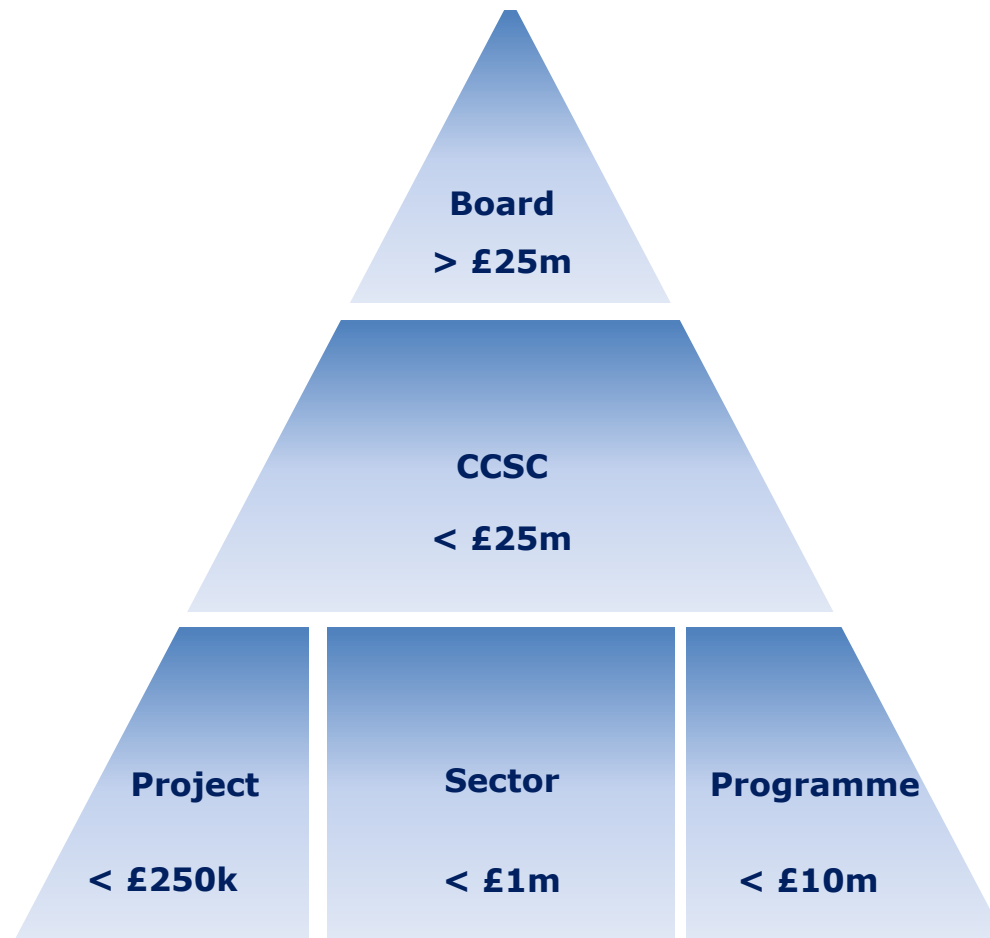 Board
> £25m
CCSC
< £25m
Project
< £250k
Sector
< £1m
Programme
< £10m